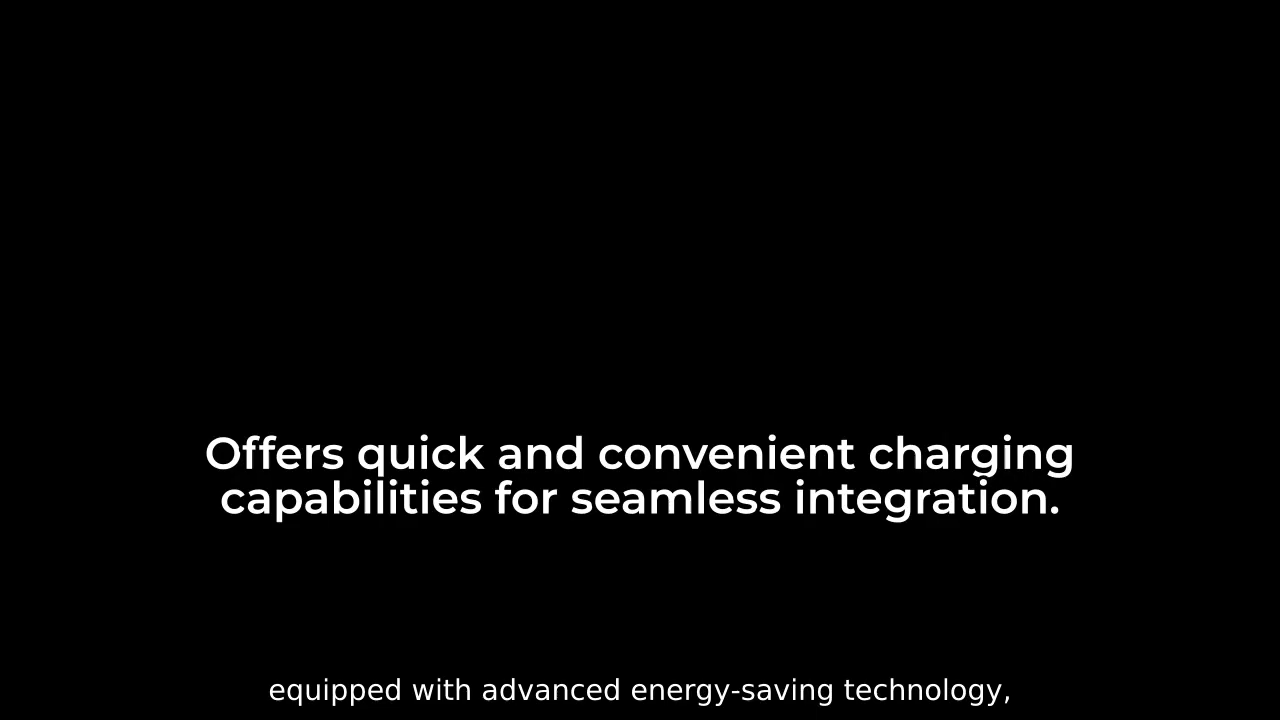 Offers quick and convenient charging
capabilities for seamless integration.
equipped with advanced energy-saving technology,